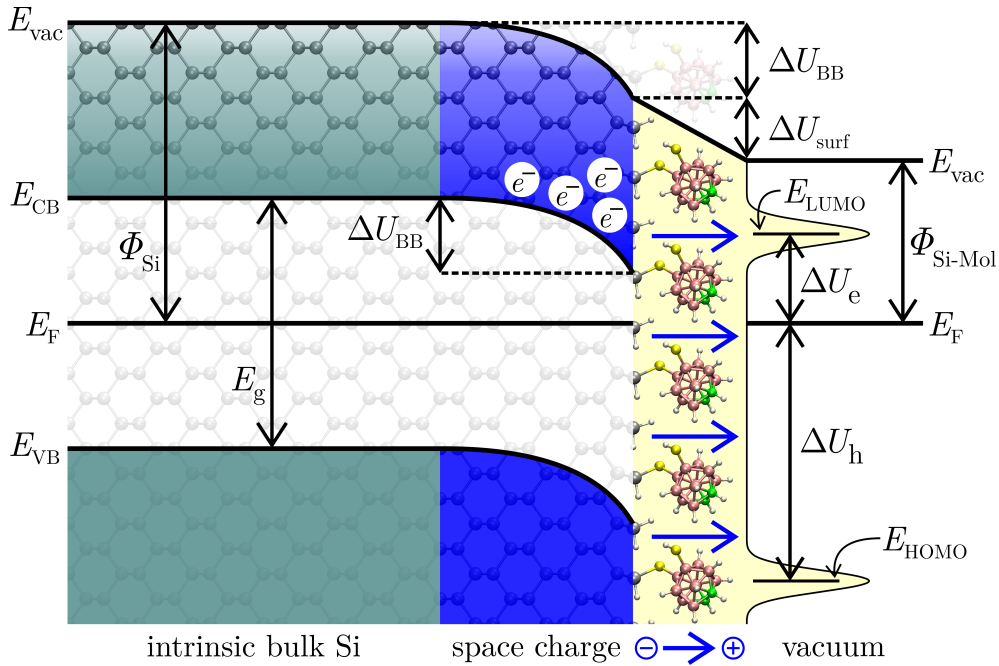 E_vac
ΔU_BB
ΔU_surf
E_vac
E_CB
e⁻
e⁻
e⁻
e⁻
E_LUMO
Φ_Si
ΔU_BB
Φ_Si-Mol
ΔU_e
E_F
E_F
E_g
E_VB
ΔU_h
E_HOMO
intrinsic bulk Si
space charge
⊖ → ⊕
vacuum